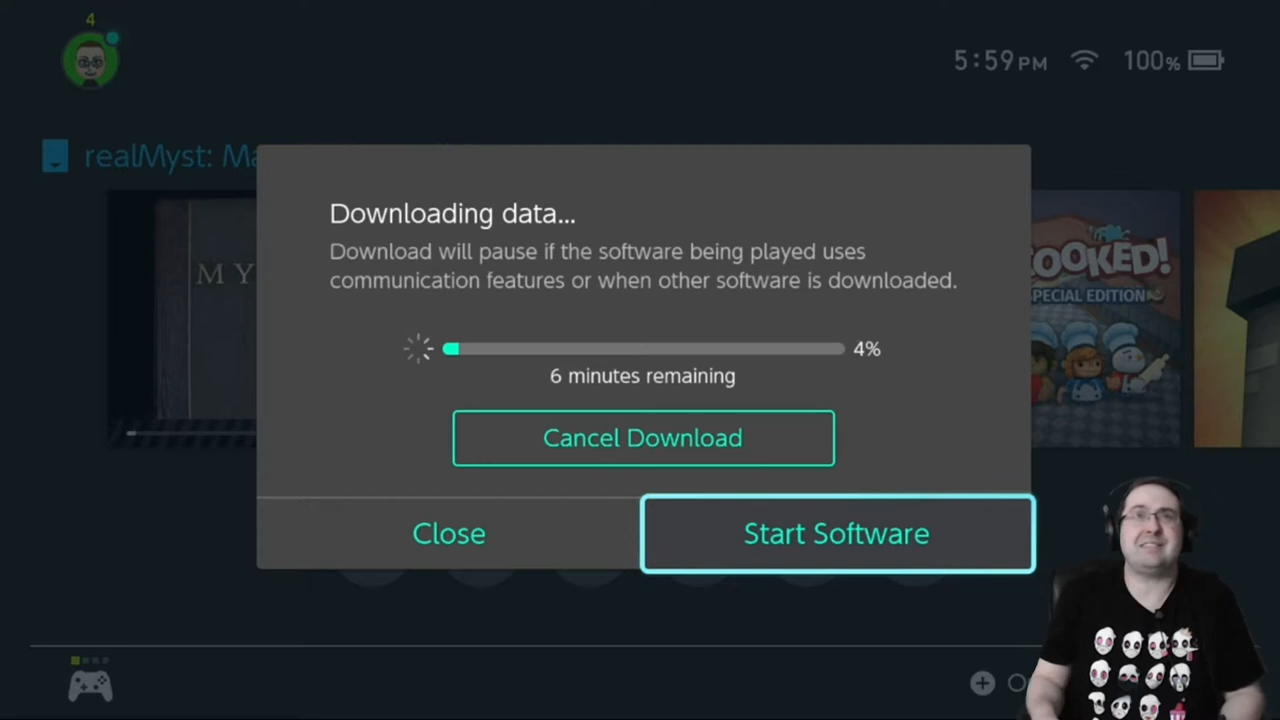 4
5:59 PM 100%
realMyst: Ma
Downloading data...
Download will pause if the software being played uses
communication features or when other software is downloaded.
4%
6 minutes remaining
Cancel Download
Close
Start Software
MY
COOKED!
SPECIAL EDITION